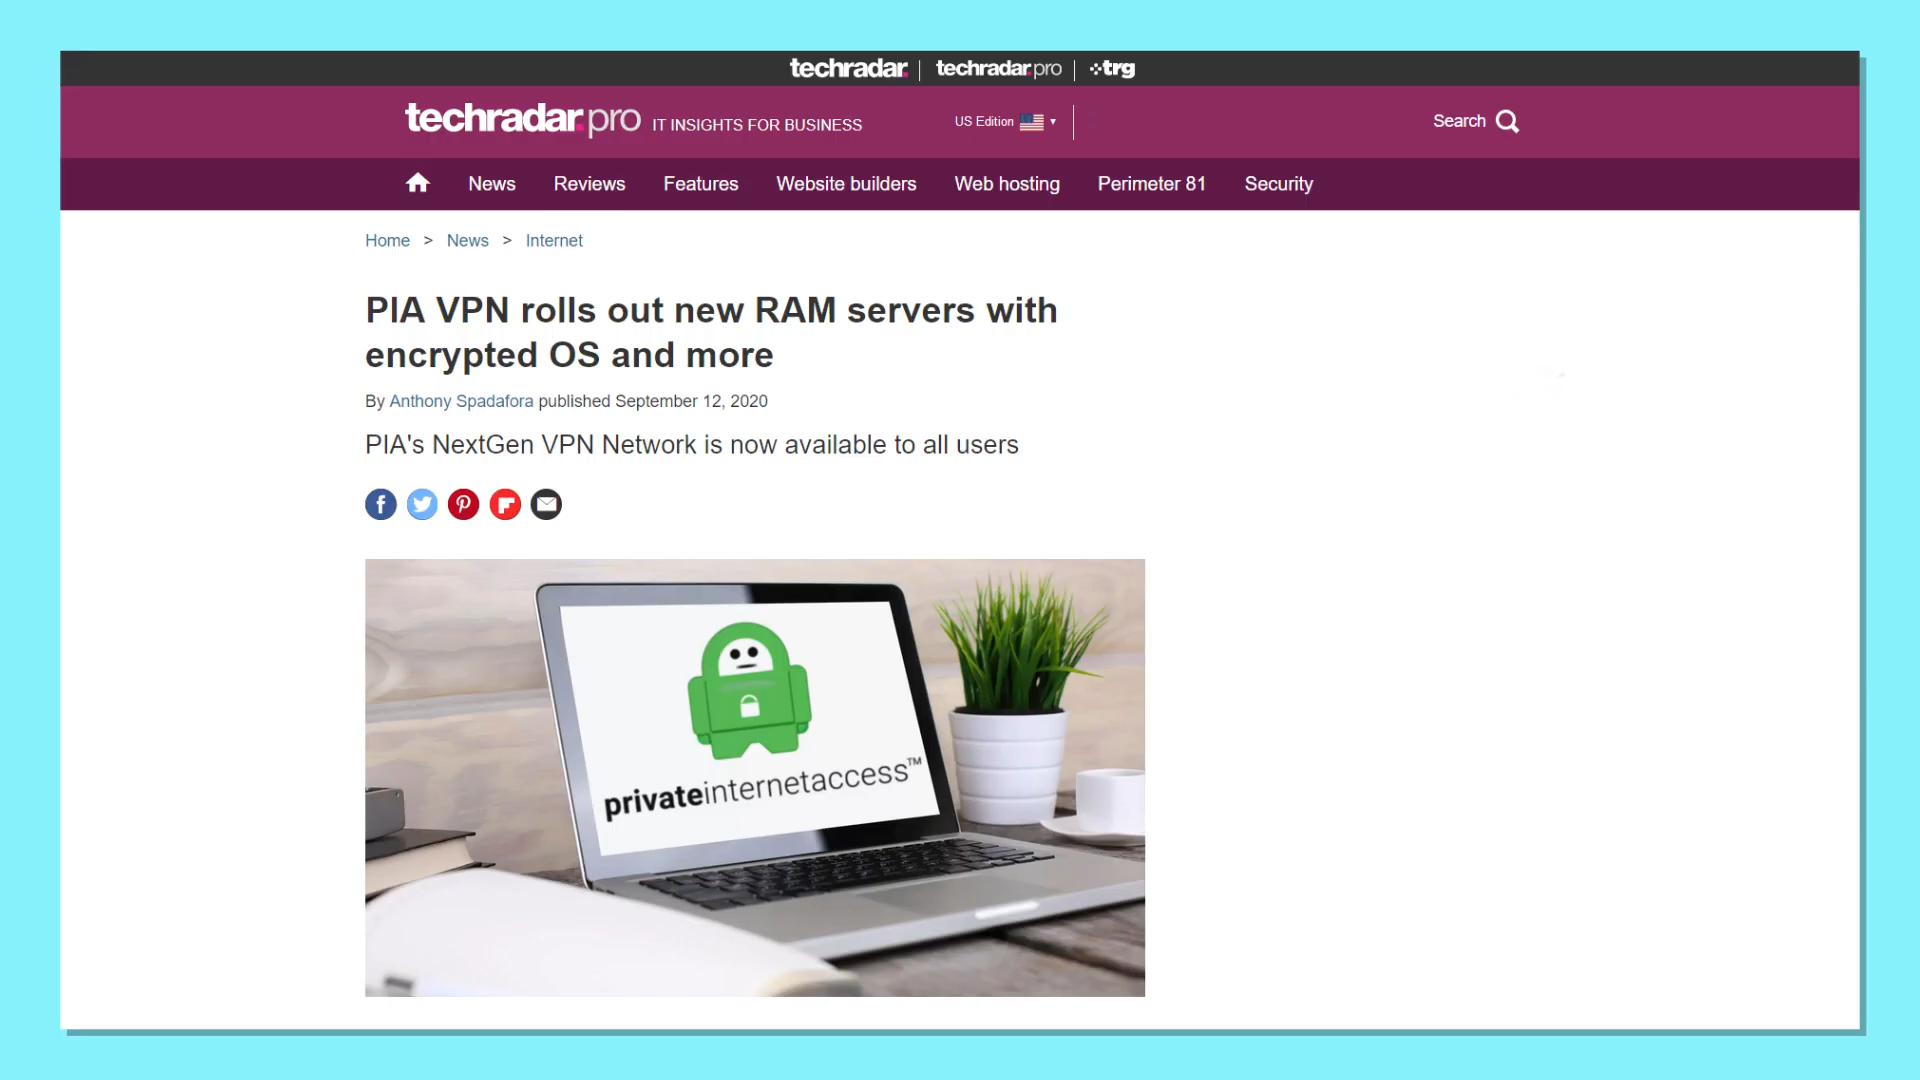 techradar. techradar.pro trg
techradar.pro IT INSIGHTS FOR BUSINESS US Edition Search
News Reviews Features Website builders Web hosting Perimeter 81 Security
Home > News > Internet
PIA VPN rolls out new RAM servers with
encrypted OS and more
By Anthony Spadafora published September 12, 2020
PIA's NextGen VPN Network is now available to all users
privateinternetaccess™